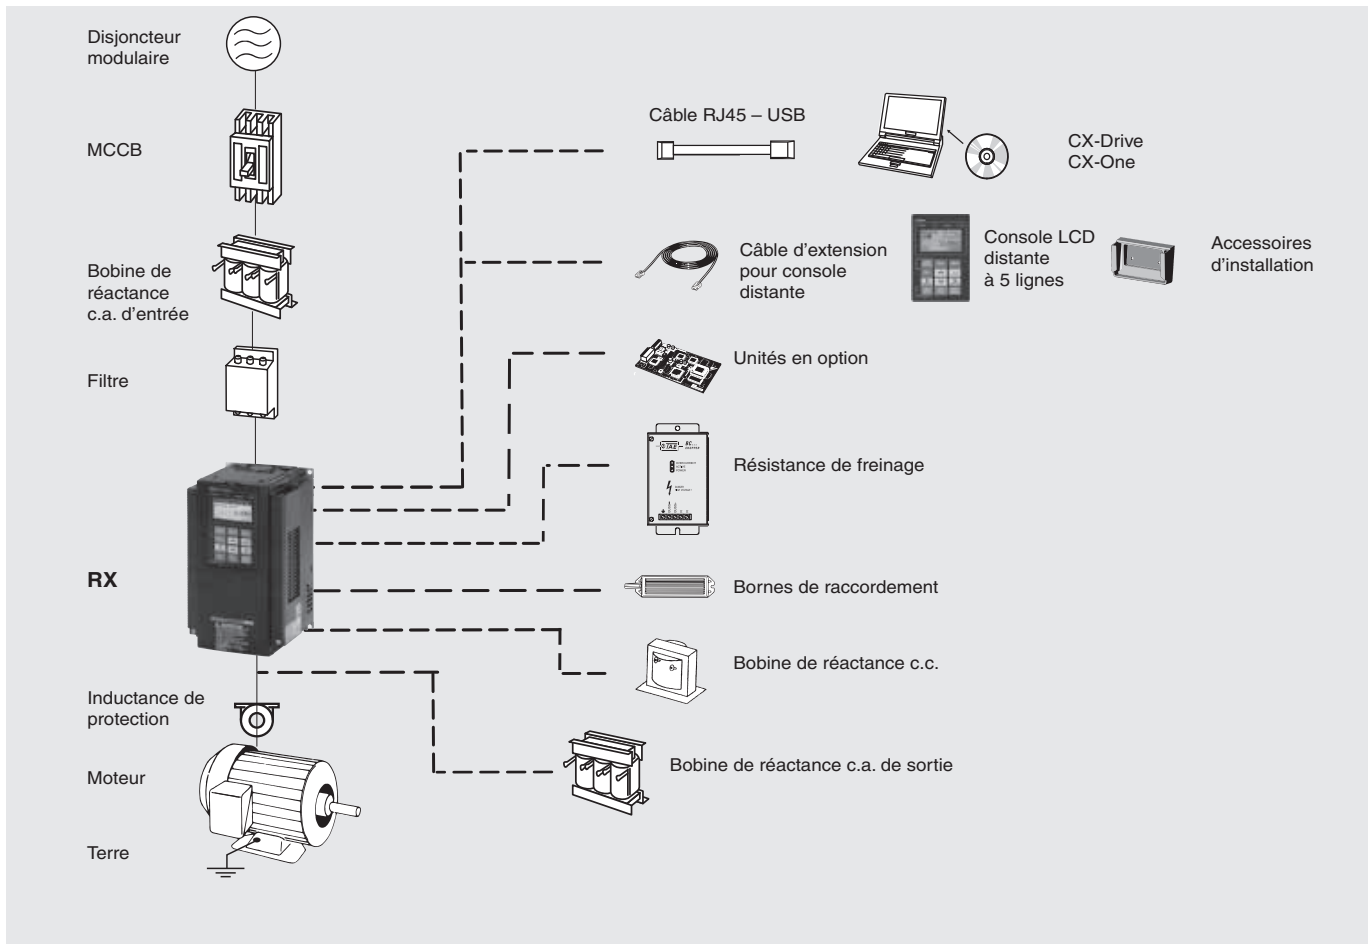 Disjoncteur
modulaire
MCCB
Bobine de
réactance
c.a. d’entrée
Filtre
RX
Inductance de
protection
Moteur
Terre
Câble RJ45 – USB
CX-Drive
CX-One
Câble d’extension
pour console
distante
Console LCD
distante
à 5 lignes
Accessoires
d’installation
Unités en option
Résistance de freinage
Bornes de raccordement
Bobine de réactance c.c.
Bobine de réactance c.a. de sortie